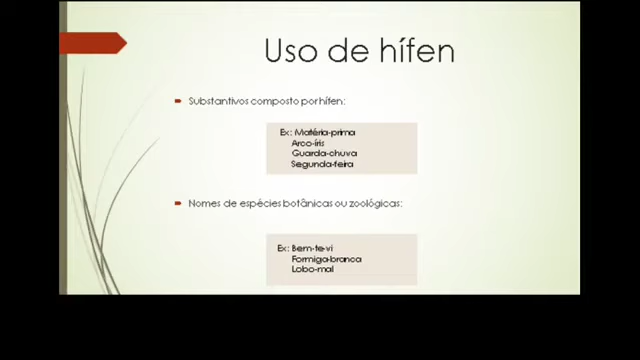 Uso de hífen
Substantivos composto por hífen:
Ex: Matéria-prima
Arco-íris
Guarda-chuva
Segunda-feira
Nomes de espécies botânicas ou zoológicas:
Ex: Bem-te-vi
Formiga-branca
Lobo-mal